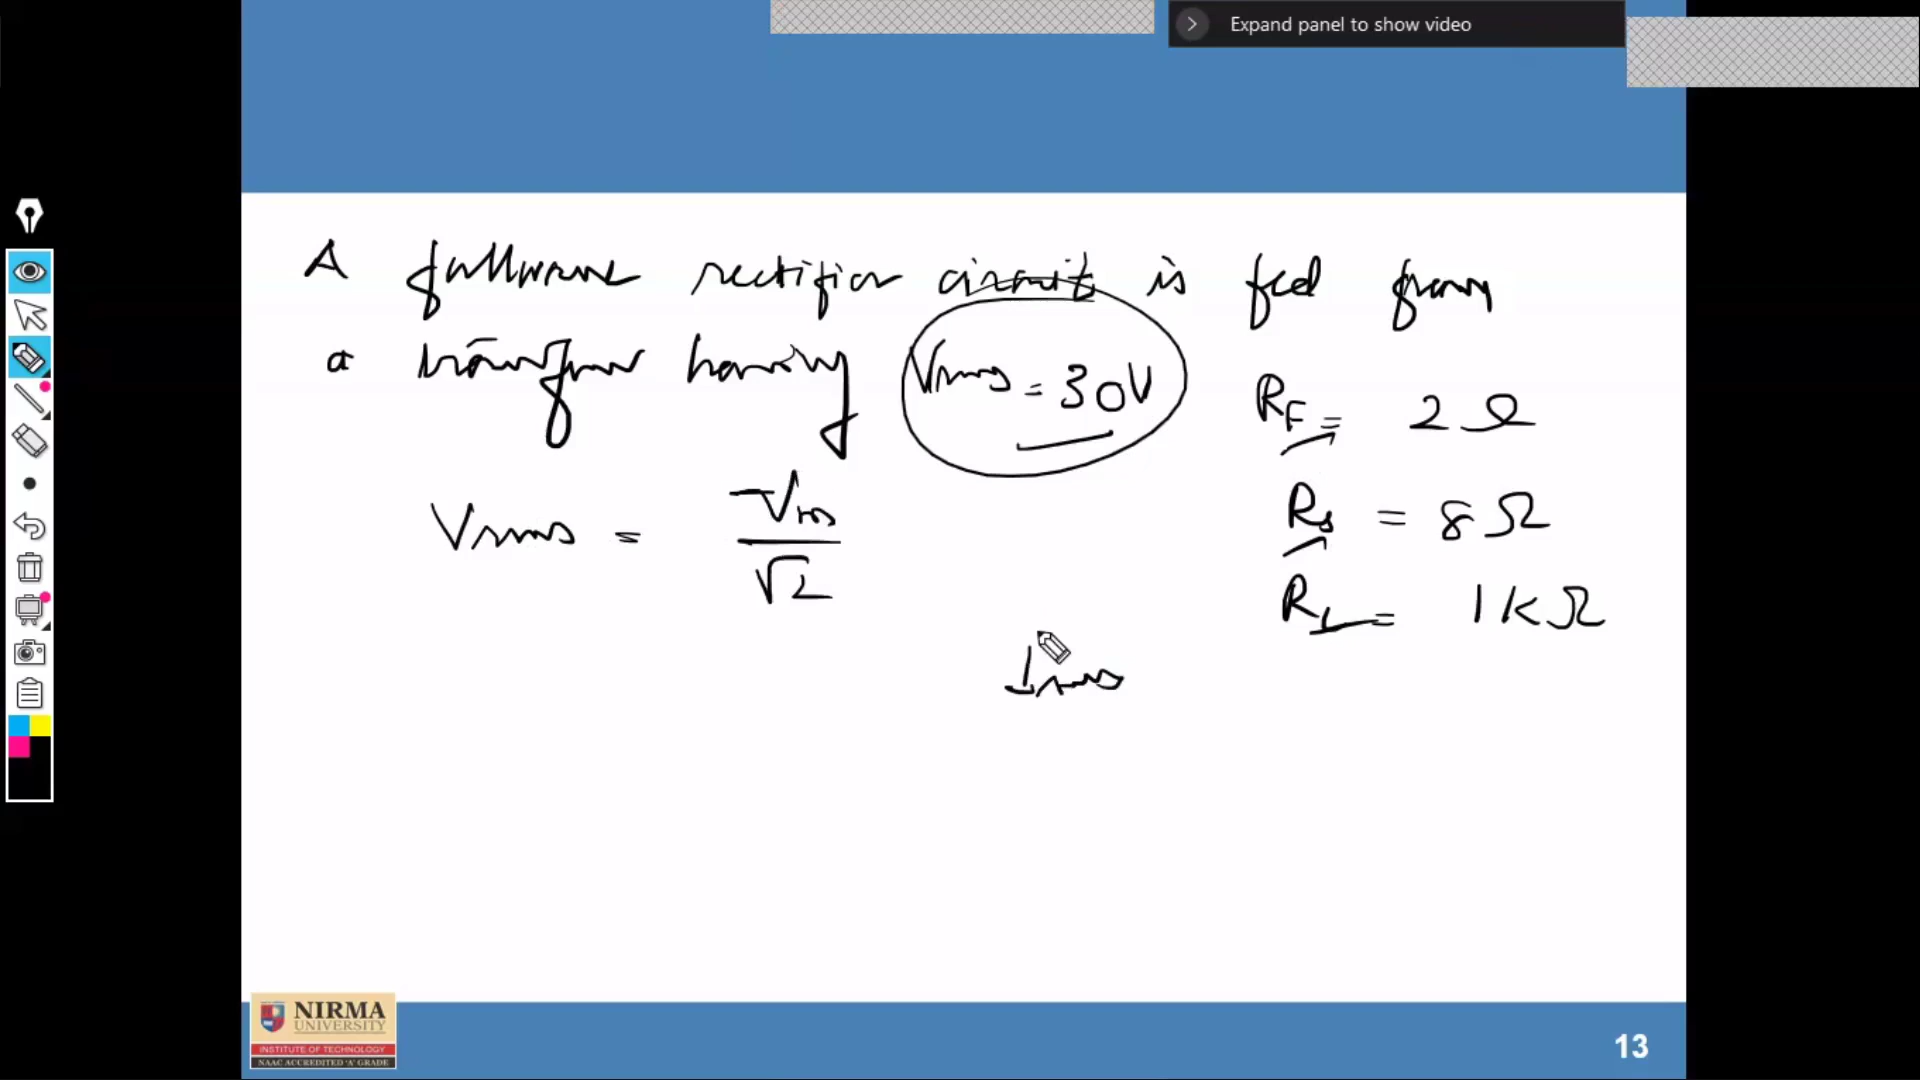 Expand panel to show video
A fullwave rectifier circuit is fed from
a transformer having Vrms = 30V
RF = 2Ω
Vrms = Vm/√2
Rs = 8Ω
RL = 1kΩ
Irms
NIRMA
UNIVERSITY
INSTITUTE OF TECHNOLOGY
NAAC ACCREDITED 'A' GRADE
13